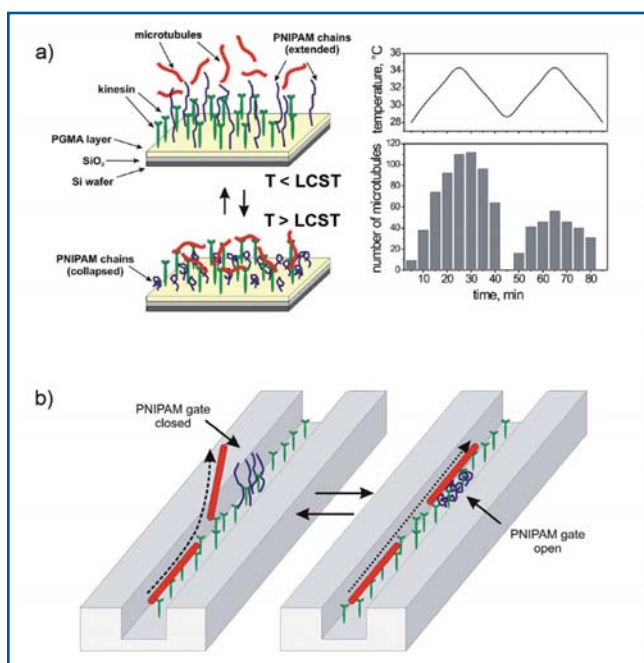 a)
microtubules
PNIPAM chains
(extended)
kinesin
PGMA layer
SiO₂
Si wafer
T < LCST
T > LCST
PNIPAM chains
(collapsed)
temperature, °C
36
34
32
30
28
number of microtubules
120
100
80
60
40
20
0
10 20 30 40 50 60 70 80
time, min
b)
PNIPAM gate
closed
PNIPAM gate
open